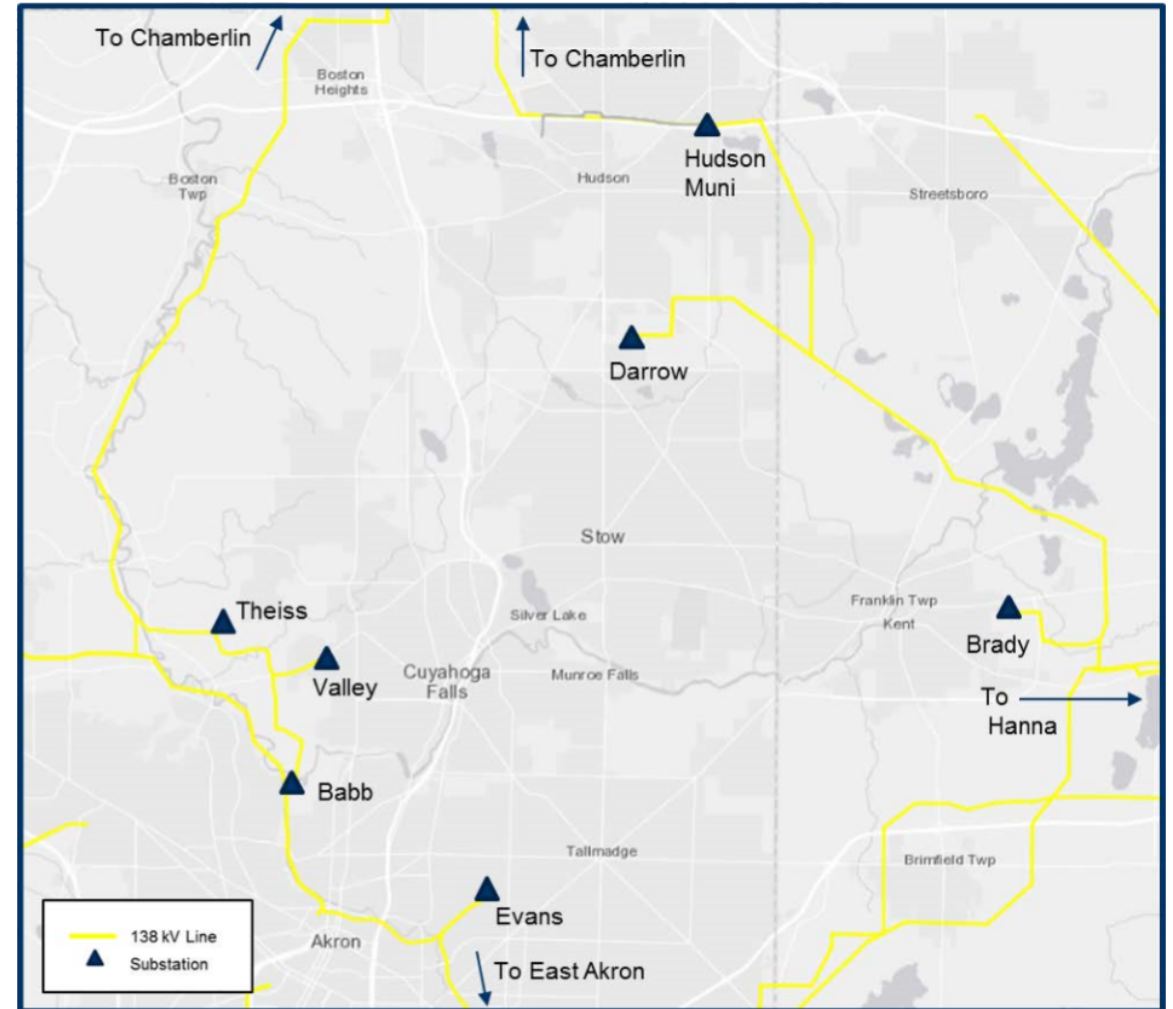 To Chamberlin
To Chamberlin
Boston
Heights
Hudson
Muni
Boston
Twp
Hudson
Streetsboro
Darrow
Stow
Theiss
Silver Lake
Franklin Twp
Kent
Brady
Valley
Cuyahoga
Falls
Munroe Falls
To
Hanna
Babb
Tallmadge
Brimfield Twp
Evans
Akron
To East Akron
138 kV Line
Substation